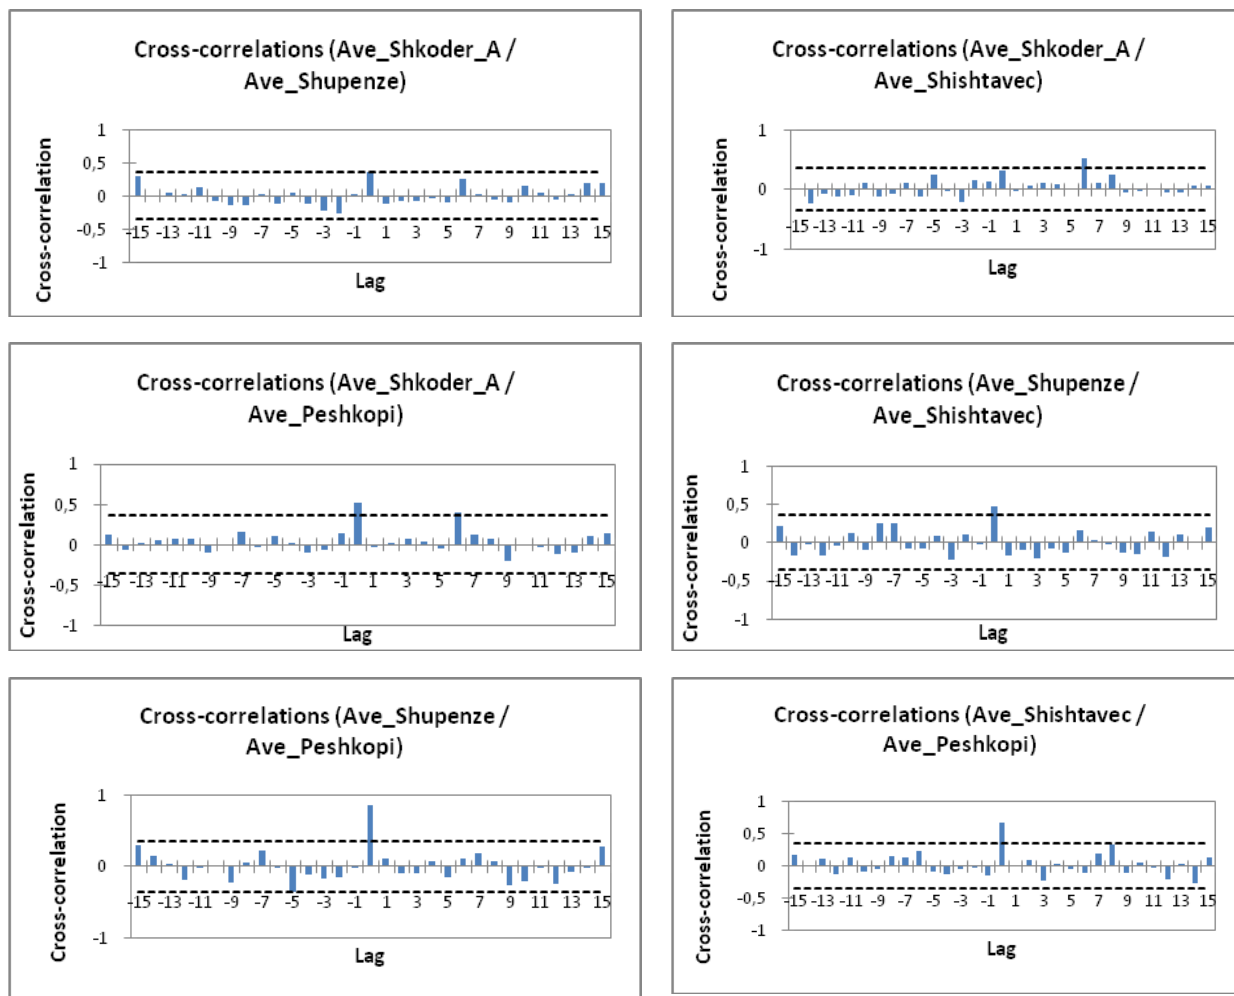 Cross-correlations (Ave_Shkoder_A /
Ave_Shupenze)
Cross-correlation
1
0,5
0
-0,5
-1
-15 -13 -11 -9 -7 -5 -3 -1 1 3 5 7 9 11 13 15
Lag
Cross-correlations (Ave_Shkoder_A /
Ave_Shishtavec)
Cross-correlation
1
0
-1
-15 -13 -11 -9 -7 -5 -3 -1 1 3 5 7 9 11 13 15
Lag
Cross-correlations (Ave_Shkoder_A /
Ave_Peshkopi)
Cross-correlation
1
0,5
0
-0,5
-1
-15 -13 -11 -9 -7 -5 -3 -1 1 3 5 7 9 11 13 15
Lag
Cross-correlations (Ave_Shupenze /
Ave_Shishtavec)
Cross-correlation
1
0,5
0
-0,5
-1
-15 -13 -11 -9 -7 -5 -3 -1 1 3 5 7 9 11 13 15
Lag
Cross-correlations (Ave_Shupenze /
Ave_Peshkopi)
Cross-correlation
1
0
-1
-15 -13 -11 -9 -7 -5 -3 -1 1 3 5 7 9 11 13 15
Lag
Cross-correlations (Ave_Shishtavec /
Ave_Peshkopi)
Cross-correlation
1
0,5
0
-0,5
-1
-15 -13 -11 -9 -7 -5 -3 -1 1 3 5 7 9 11 13 15
Lag